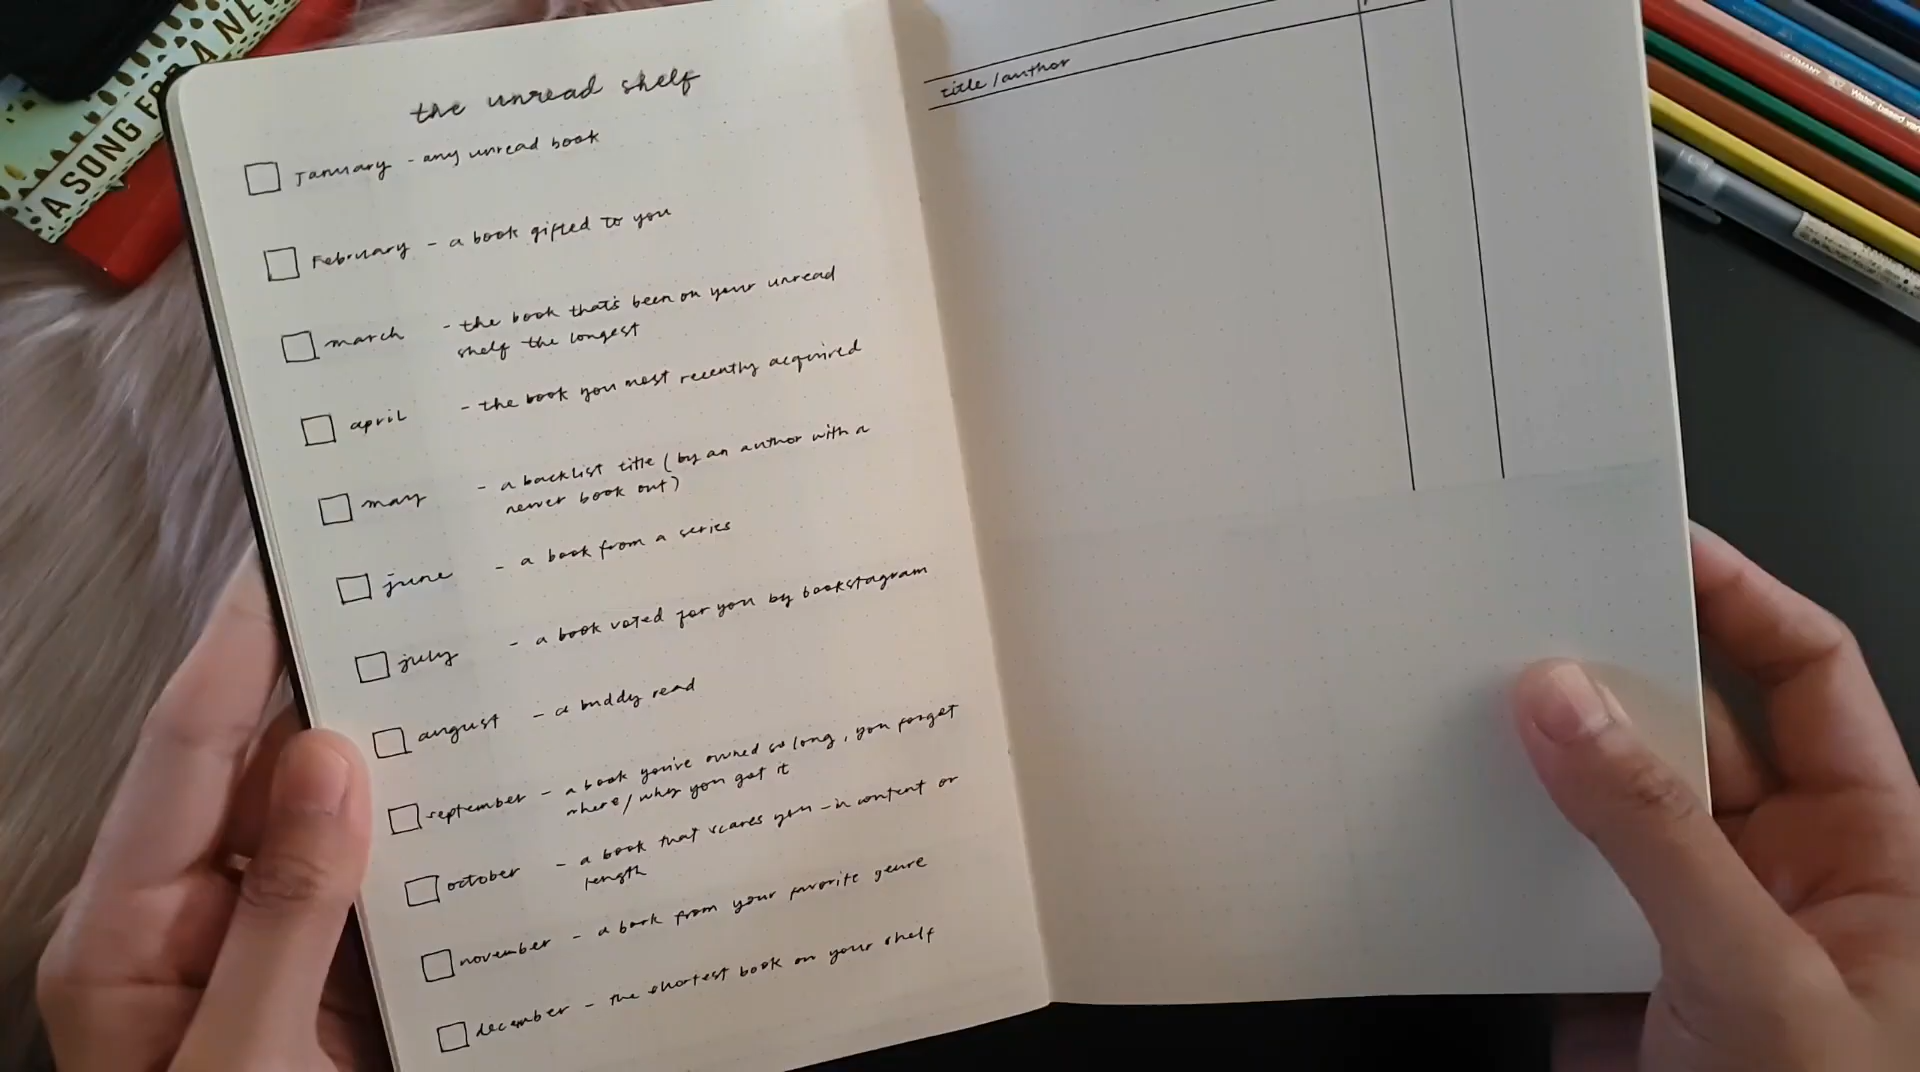 the unread shelf
January - any unread book
February - a book gifted to you
march - the book that's been on your unread
shelf the longest
april - the book you most recently acquired
may - a backlist title (by an author with a
newer book out)
june - a book from a series
july - a book voted for you by bookstagram
august - a buddy read
september - a book you've owned so long, you forget
where/why you got it
october - a book that scares you - in content or
length
november - a book from your favorite genre
december - the shortest book on your shelf
title / author
A SONG FOR A NE
GERMANY
Water based